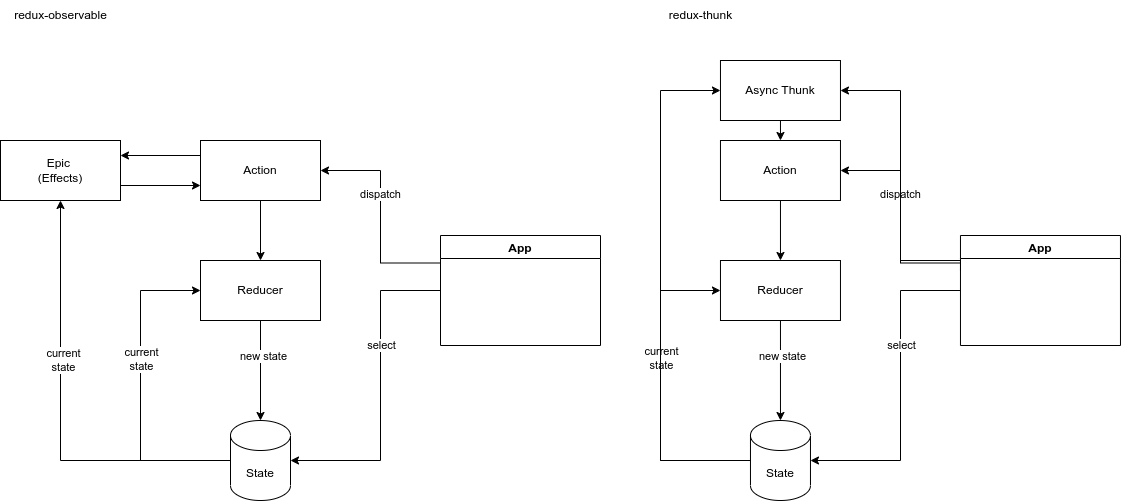 redux-observable
Epic
(Effects)
Action
dispatch
App
Reducer
current
state
current
state
new state
select
State
redux-thunk
Async Thunk
Action
dispatch
App
Reducer
current
state
new state
select
State